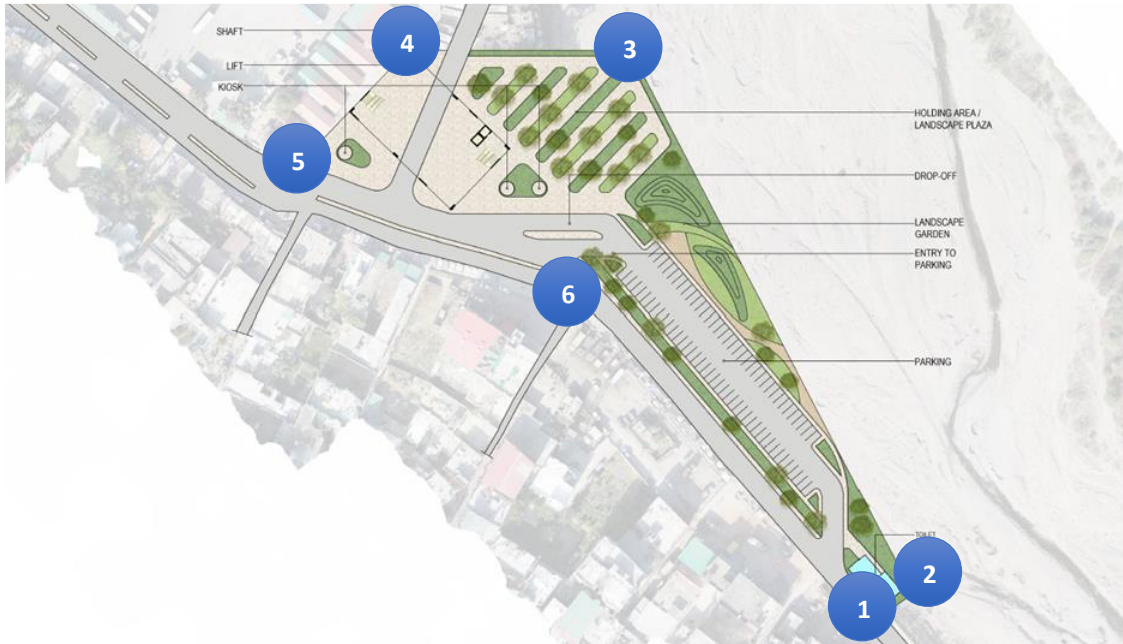 SHAFT
LIFT
KIOSK
4
3
HOLDING AREA /
LANDSCAPE PLAZA
5
DROP-OFF
LANDSCAPE
GARDEN
ENTRY TO
PARKING
6
PARKING
TOILET
2
1